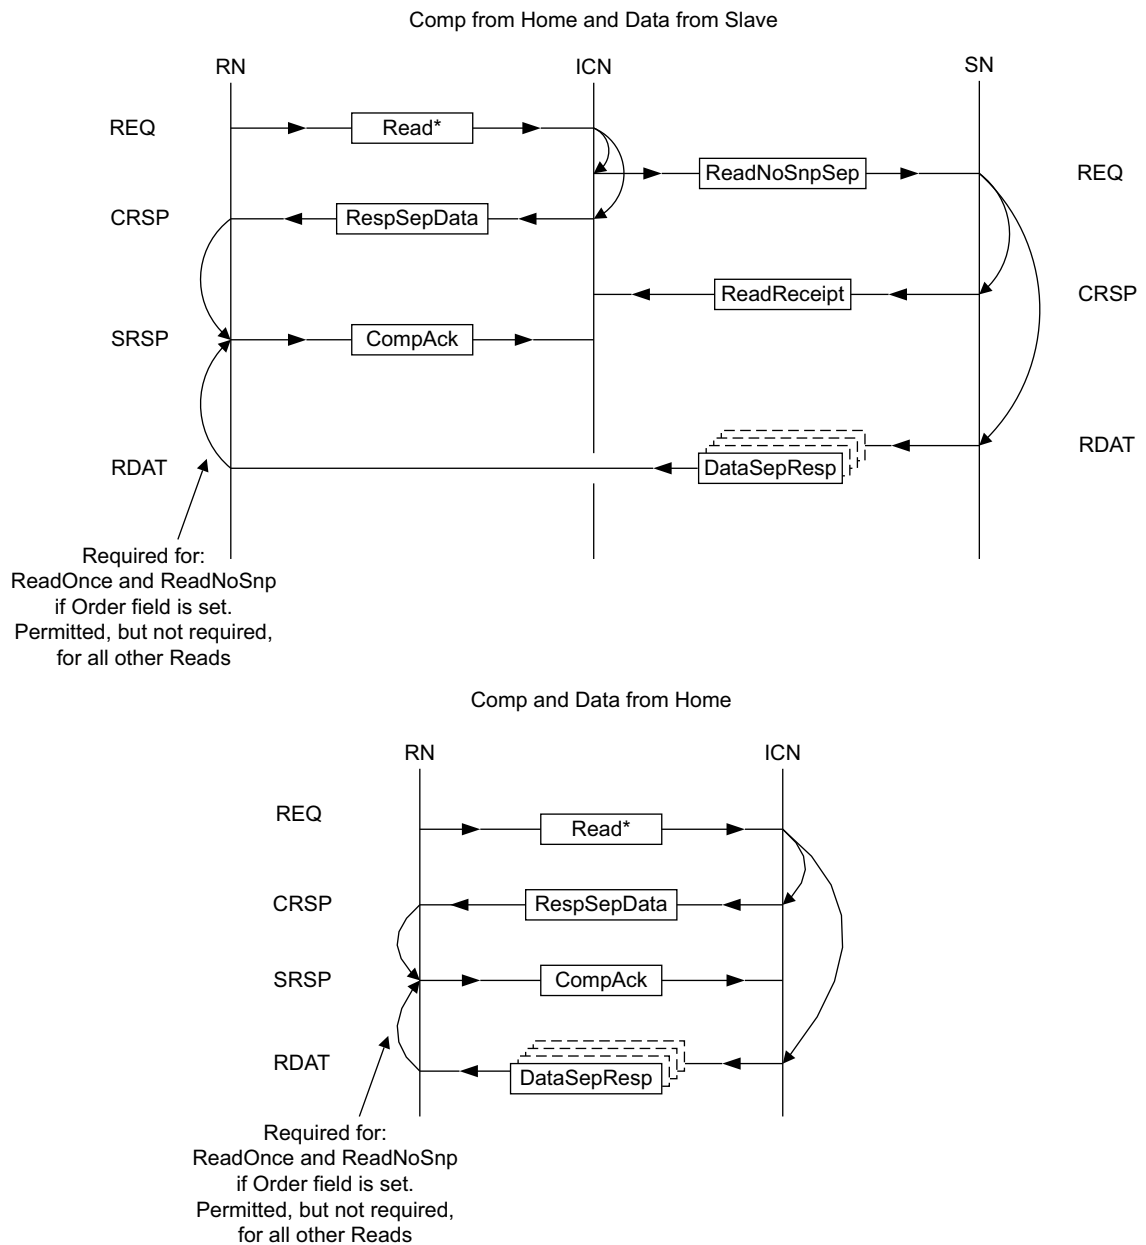 Comp from Home and Data from Slave
RN
ICN
SN
REQ
Read*
ReadNoSnpSep
REQ
CRSP
RespSepData
ReadReceipt
CRSP
SRSP
CompAck
RDAT
DataSepResp
RDAT
Required for:
ReadOnce and ReadNoSnp
if Order field is set.
Permitted, but not required,
for all other Reads
Comp and Data from Home
RN
ICN
REQ
Read*
CRSP
RespSepData
SRSP
CompAck
RDAT
DataSepResp
Required for:
ReadOnce and ReadNoSnp
if Order field is set.
Permitted, but not required,
for all other Reads